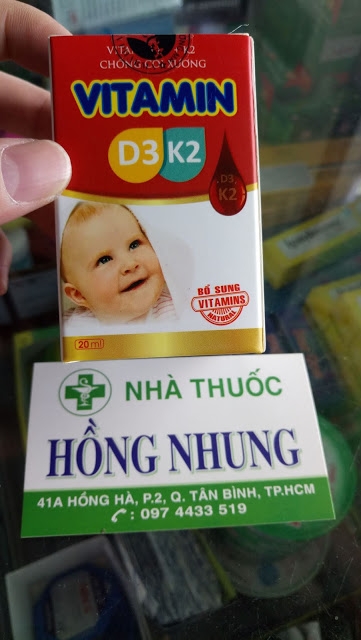 CHỐNG CÒI XƯƠNG
VITAMIN
D3 K2
D3
K2
BỔ SUNG
VITAMINS
NATURAL
20 ml
NHÀ THUỐC
HỒNG NHUNG
41A HỒNG HÀ, P.2, Q. TÂN BÌNH, TP.HCM
: 097 4433 519